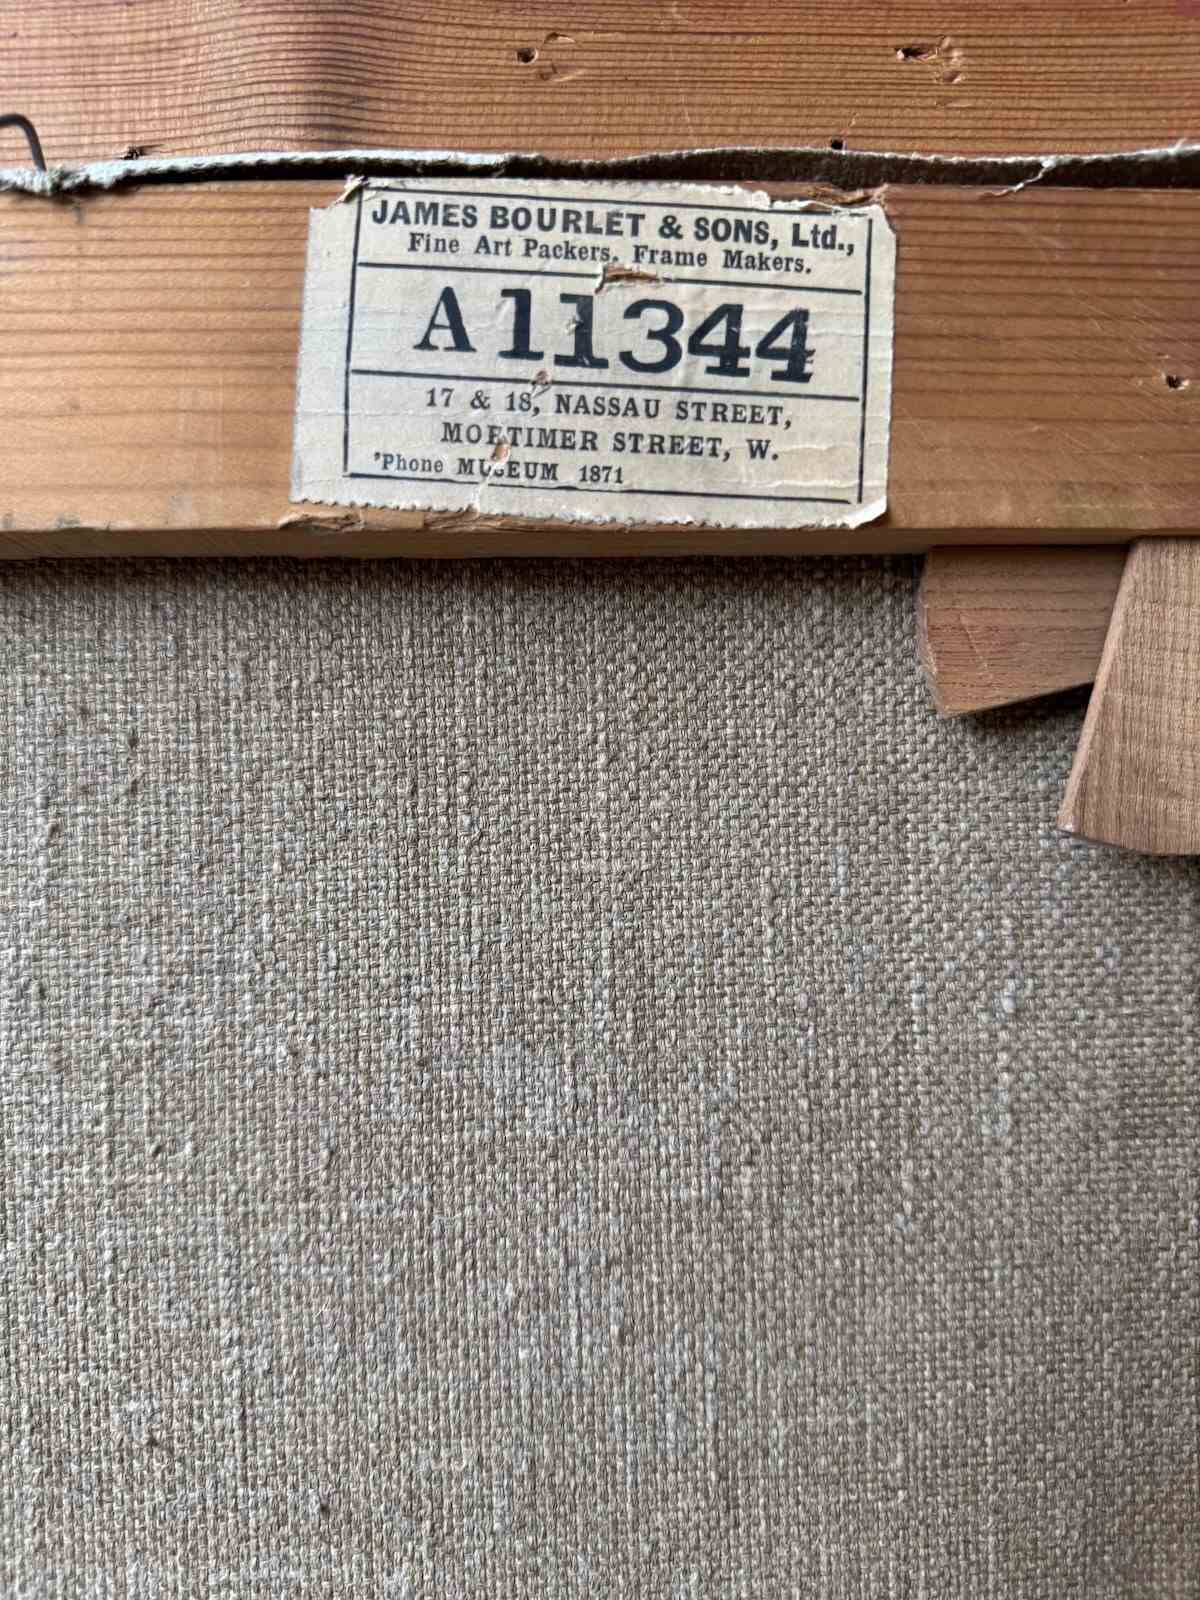 JAMES BOURLET & SONS, Ltd.,
Fine Art Packers, Frame Makers.
A11344
17 & 18, NASSAU STREET,
MORTIMER STREET, W.
'Phone MUSEUM 1871